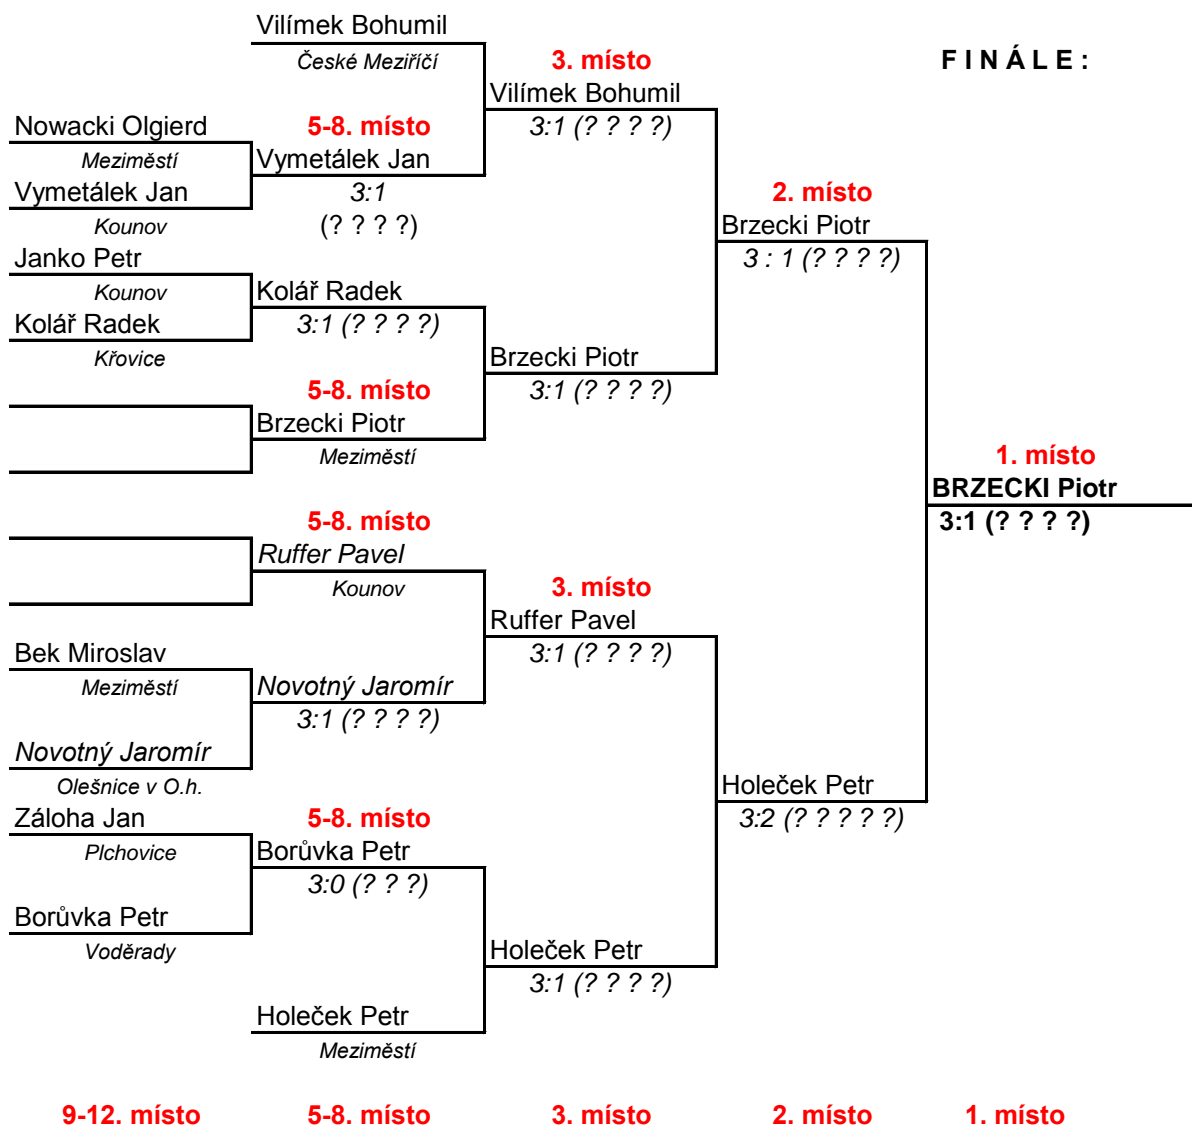 Vilímek Bohumil
České Meziříčí
3. místo
F I N Á L E :
Vilímek Bohumil
3:1 (? ? ? ?)
Nowacki Olgierd
5-8. místo
Meziměstí
Vymetálek Jan
Vymetálek Jan
3:1
2. místo
Kounov
(? ? ? ?)
Brzecki Piotr
Janko Petr
3 : 1 (? ? ? ?)
Kounov
Kolář Radek
Kolář Radek
3:1 (? ? ? ?)
Křovice
Brzecki Piotr
5-8. místo
3:1 (? ? ? ?)
Brzecki Piotr
Meziměstí
1. místo
BRZECKI Piotr
5-8. místo
3:1 (? ? ? ?)
Ruffer Pavel
Kounov
3. místo
Ruffer Pavel
Bek Miroslav
3:1 (? ? ? ?)
Meziměstí
Novotný Jaromír
3:1 (? ? ? ?)
Novotný Jaromír
Olešnice v O.h.
Holeček Petr
Záloha Jan
5-8. místo
3:2 (? ? ? ? ?)
Plchovice
Borůvka Petr
3:0 (? ? ?)
Borůvka Petr
Voděrady
Holeček Petr
3:1 (? ? ? ?)
Holeček Petr
Meziměstí
9-12. místo
5-8. místo
3. místo
2. místo
1. místo